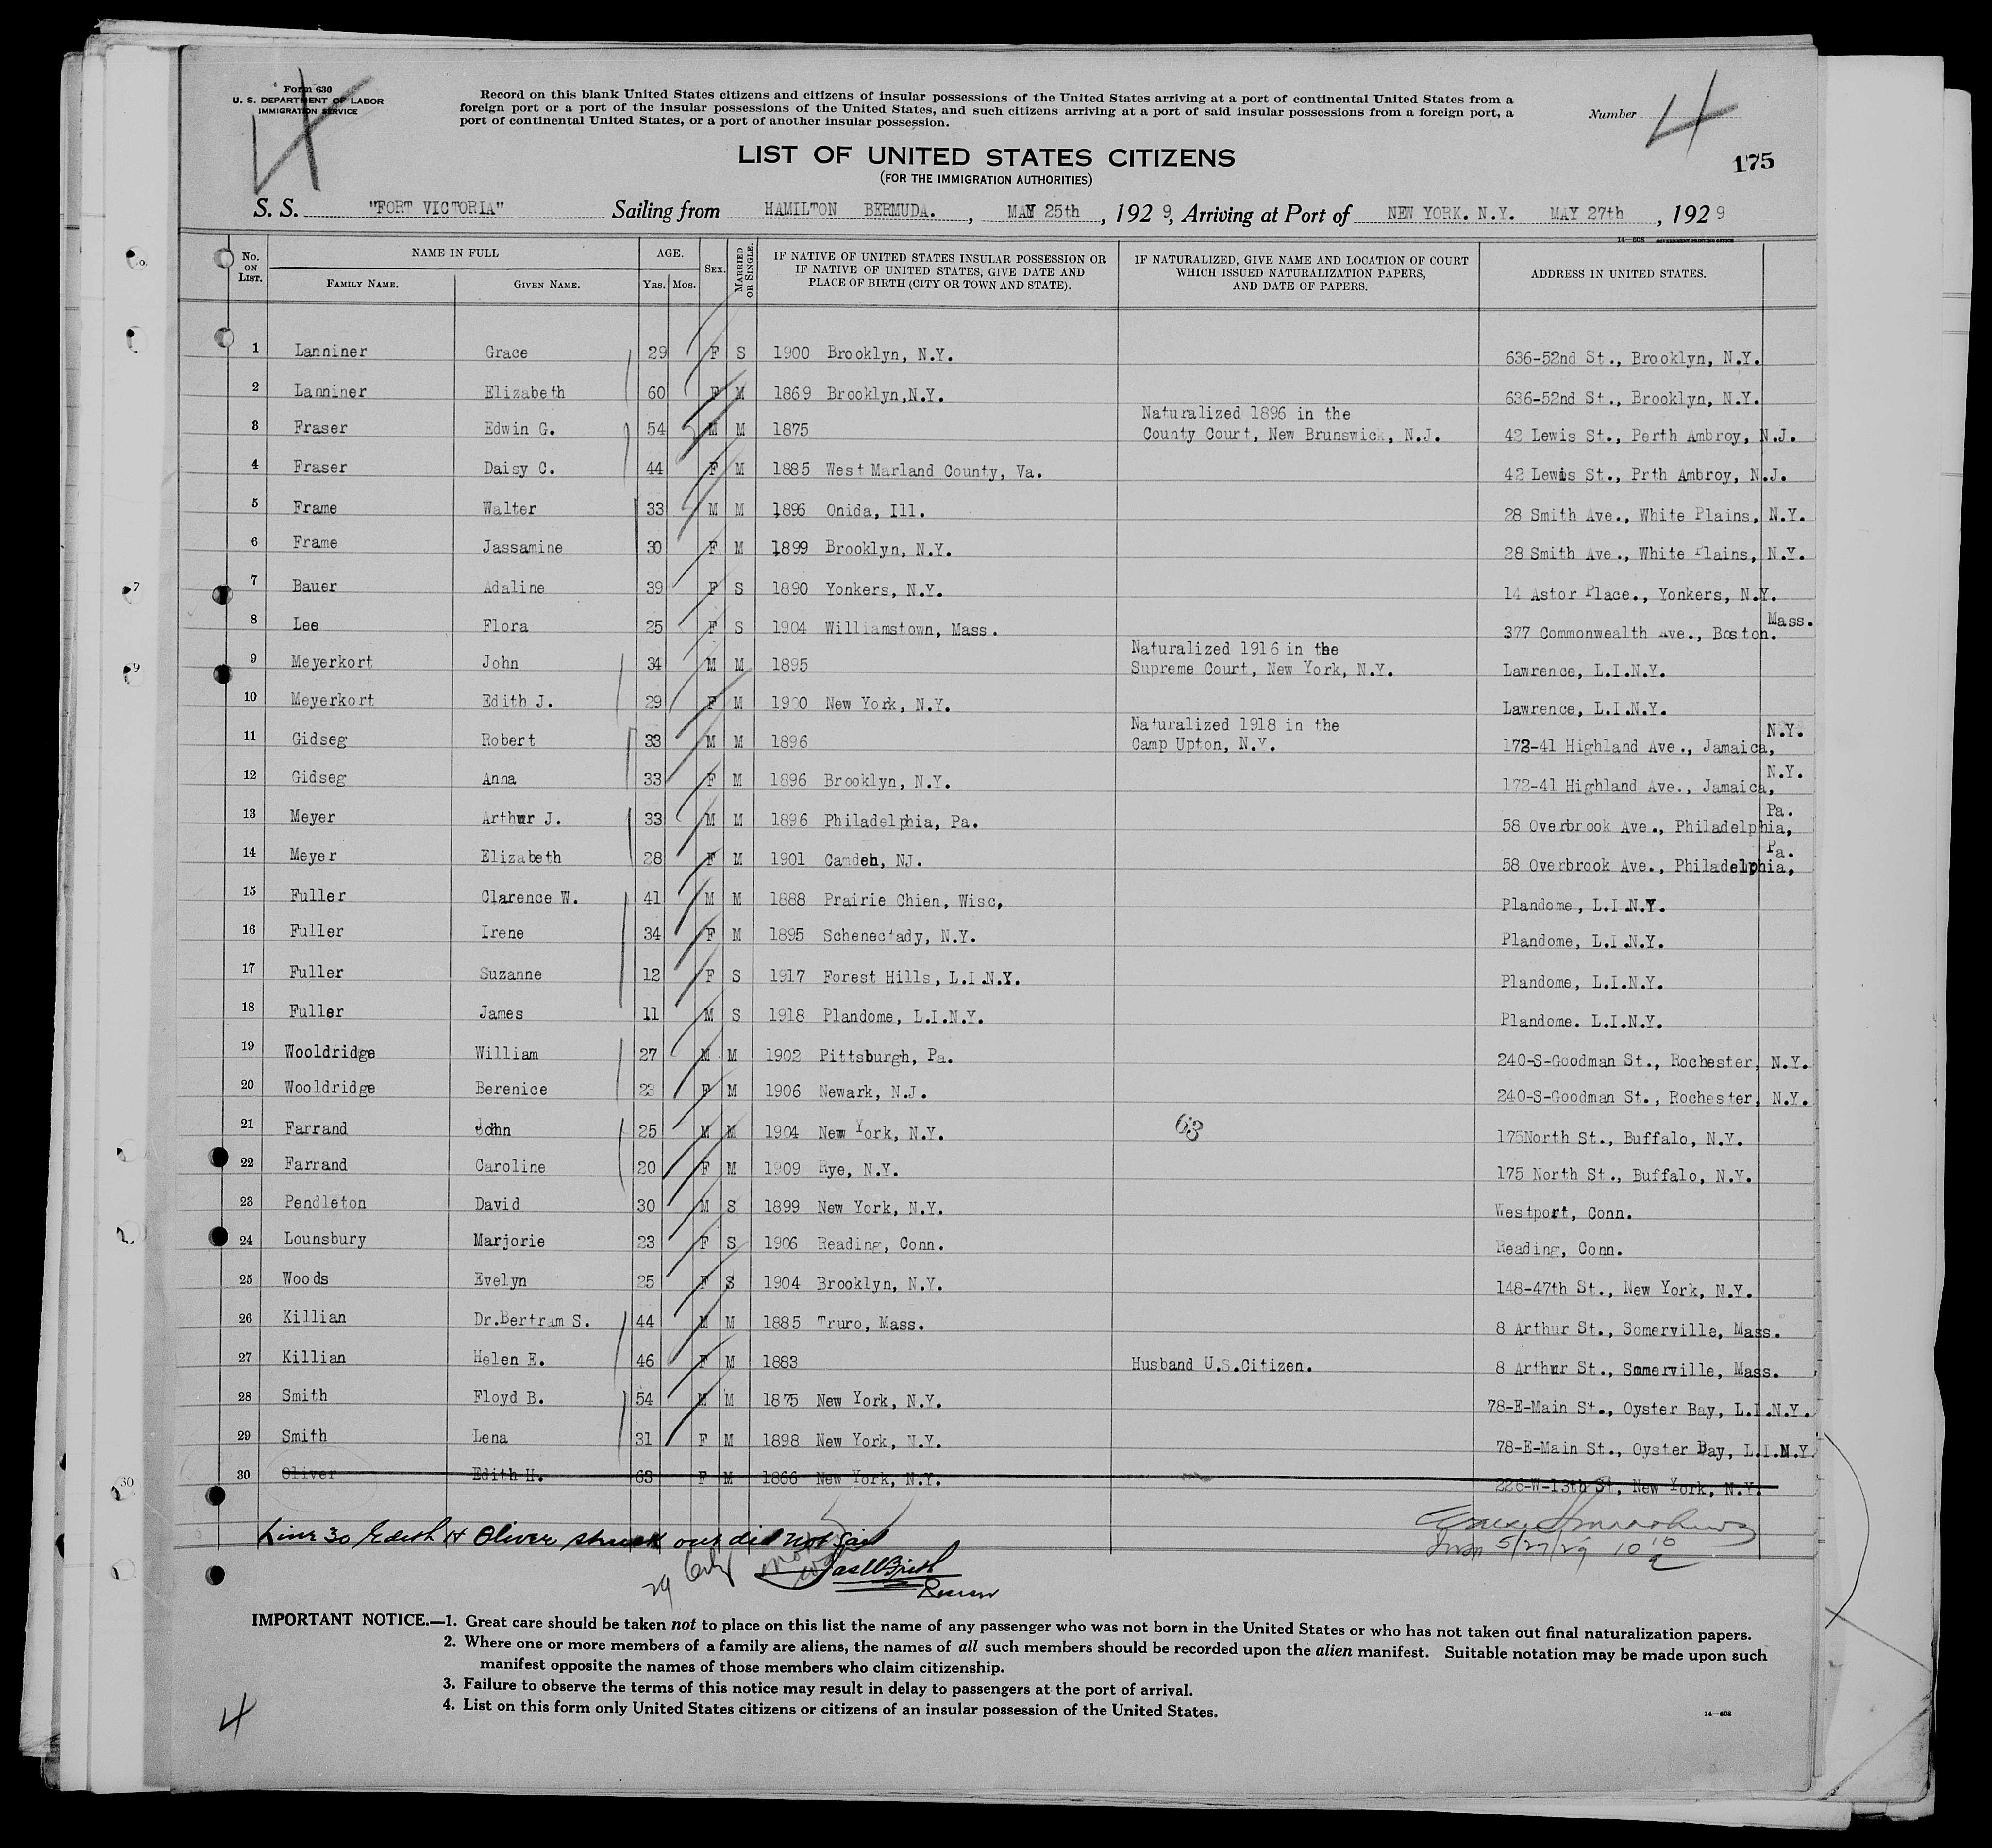 Form 630
U. S. DEPARTMENT OF LABOR
IMMIGRATION SERVICE
4
Record on this blank United States citizens and citizens of insular possessions of the United States arriving at a port of continental United States from a
foreign port or a port of the insular possessions of the United States, and such citizens arriving at a port of said insular possessions from a foreign port, a
port of continental United States, or a port of another insular possession.
Number 4
175
LIST OF UNITED STATES CITIZENS
(FOR THE IMMIGRATION AUTHORITIES)
S. S. "FORT VICTORIA" Sailing from HAMILTON BERMUDA. , MAY 25th , 192 9, Arriving at Port of NEW YORK. N.Y. MAY 27th , 192 9
14—608 GOVERNMENT PRINTING OFFICE
No. ON LIST. NAME IN FULL FAMILY NAME. GIVEN NAME. AGE. YRS. MOS. SEX. MARRIED OR SINGLE. IF NATIVE OF UNITED STATES INSULAR POSSESSION OR IF NATIVE OF UNITED STATES, GIVE DATE AND PLACE OF BIRTH (CITY OR TOWN AND STATE). IF NATURALIZED, GIVE NAME AND LOCATION OF COURT WHICH ISSUED NATURALIZATION PAPERS, AND DATE OF PAPERS. ADDRESS IN UNITED STATES.
1 Lanniner Grace 29 F S 1900 Brooklyn, N.Y. 636-52nd St., Brooklyn, N.Y.
2 Lanniner Elizabeth 60 F M 1869 Brooklyn,N.Y. 636-52nd St., Brooklyn, N.Y.
3 Fraser Edwin G. 54 M M 1875 Naturalized 1896 in the County Court, New Brunswick, N.J. 42 Lewis St., Perth Ambroy, N.J.
4 Fraser Daisy C. 44 F M 1885 West Marland County, Va. 42 Lewis St., Prth Ambroy, N.J.
5 Frame Walter 33 M M 1896 Onida, Ill. 28 Smith Ave., White Plains, N.Y.
6 Frame Jassamine 30 F M 1899 Brooklyn, N.Y. 28 Smith Ave., White Plains, N.Y.
7 Bauer Adaline 39 F S 1890 Yonkers, N.Y. 14 Astor Place., Yonkers, N.Y.
8 Lee Flora 25 F S 1904 Williamstown, Mass. 377 Commonwealth Ave., Boston. Mass.
9 Meyerkort John 34 M M 1895 Naturalized 1916 in the Supreme Court, New York, N.Y. Lawrence, L.I.N.Y.
10 Meyerkort Edith J. 29 F M 1900 New York, N.Y. Lawrence, L.I.N.Y.
11 Gidseg Robert 33 M M 1896 Naturalized 1918 in the Camp Upton, N.Y. 172-41 Highland Ave., Jamaica, N.Y.
12 Gidseg Anna 33 F M 1896 Brooklyn, N.Y. 172-41 Highland Ave., Jamaica, N.Y.
13 Meyer Arthur J. 33 M M 1896 Philadelphia, Pa. 58 Overbrook Ave., Philadelphia, Pa.
14 Meyer Elizabeth 28 F M 1901 Camden, NJ. 58 Overbrook Ave., Philadelphia, Pa.
15 Fuller Clarence W. 41 M M 1888 Prairie Chien, Wisc, Plandome, L.I.N.Y.
16 Fuller Irene 34 F M 1895 Schenectady, N.Y. Plandome, L.I.N.Y.
17 Fuller Suzanne 12 F S 1917 Forest Hills, L.I.N.Y. Plandome, L.I.N.Y.
18 Fuller James 11 M S 1918 Plandome, L.I.N.Y. Plandome. L.I.N.Y.
19 Wooldridge William 27 M M 1902 Pittsburgh, Pa. 240-S-Goodman St., Rochester, N.Y.
20 Wooldridge Berenice 23 F M 1906 Newark, N.J. 240-S-Goodman St., Rochester, N.Y.
21 Farrand John 25 M M 1904 New York, N.Y. 63 175North St., Buffalo, N.Y.
22 Farrand Caroline 20 F M 1909 Rye, N.Y. 175 North St., Buffalo, N.Y.
23 Pendleton David 30 M S 1899 New York, N.Y. Westport, Conn.
24 Lounsbury Marjorie 23 F S 1906 Reading, Conn. Reading, Conn.
25 Woods Evelyn 25 F S 1904 Brooklyn, N.Y. 148-47th St., New York, N.Y.
26 Killian Dr.Bertram S. 44 M M 1885 Truro, Mass. 8 Arthur St., Somerville, Mass.
27 Killian Helen E. 46 F M 1883 Husband U.S.Citizen. 8 Arthur St., Somerville, Mass.
28 Smith Floyd B. 54 M M 1875 New York, N.Y. 78-E-Main St., Oyster Bay, L.I.N.Y.
29 Smith Lena 31 F M 1898 New York, N.Y. 78-E-Main St., Oyster Bay, L.I.N.Y
30 Oliver Edith H. 63 F M 1866 New York, N.Y. 226-W-13th St, New York, N.Y.
Line 30 Edith H Oliver struck out did not Sail
5/27/29 10 10
29
IMPORTANT NOTICE.—1. Great care should be taken not to place on this list the name of any passenger who was not born in the United States or who has not taken out final naturalization papers.
2. Where one or more members of a family are aliens, the names of all such members should be recorded upon the alien manifest. Suitable notation may be made upon such
manifest opposite the names of those members who claim citizenship.
3. Failure to observe the terms of this notice may result in delay to passengers at the port of arrival.
4. List on this form only United States citizens or citizens of an insular possession of the United States.
14—608
4